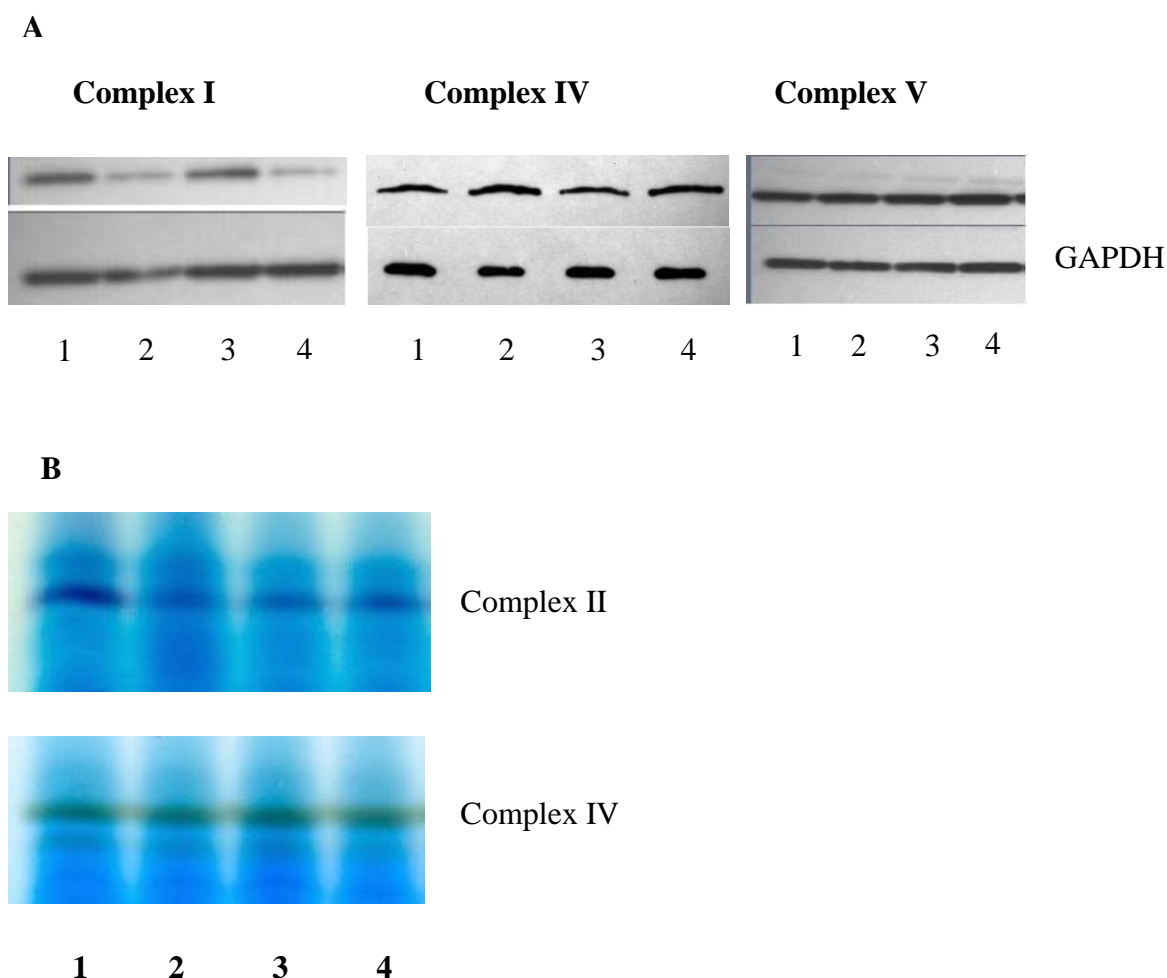 A
Complex I Complex IV Complex V
GAPDH
1 2 3 4 1 2 3 4 1 2 3 4
B
Complex II
Complex IV
1 2 3 4